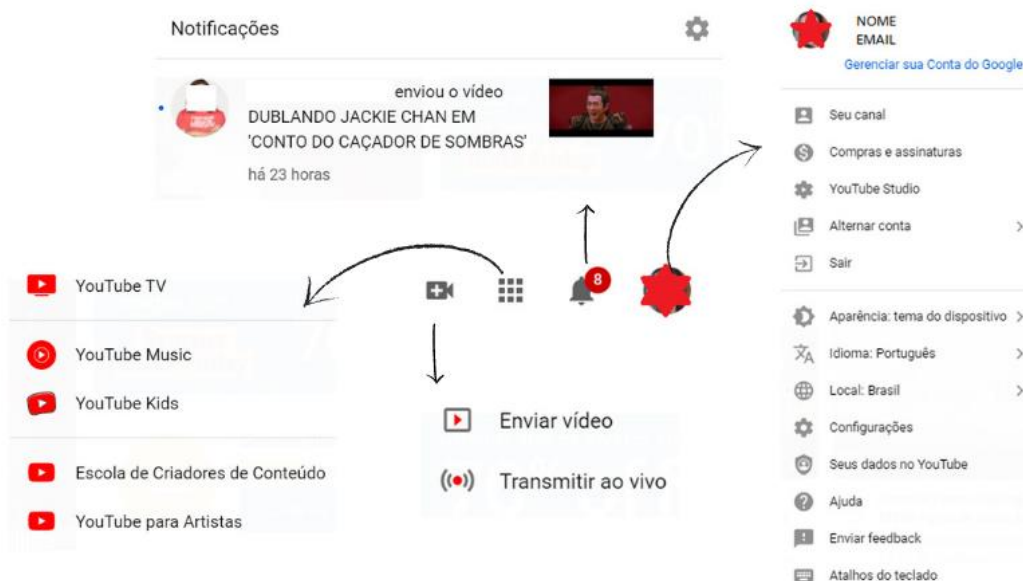 Notificações
enviou o vídeo
DUBLANDO JACKIE CHAN EM
'CONTO DO CAÇADOR DE SOMBRAS'
há 23 horas
8
YouTube TV
YouTube Music
YouTube Kids
Escola de Criadores de Conteúdo
YouTube para Artistas
Enviar vídeo
Transmitir ao vivo
NOME
EMAIL
Gerenciar sua Conta do Google
Seu canal
Compras e assinaturas
YouTube Studio
Alternar conta
Sair
Aparência: tema do dispositivo
Idioma: Português
Local: Brasil
Configurações
Seus dados no YouTube
Ajuda
Enviar feedback
Atalhos do teclado